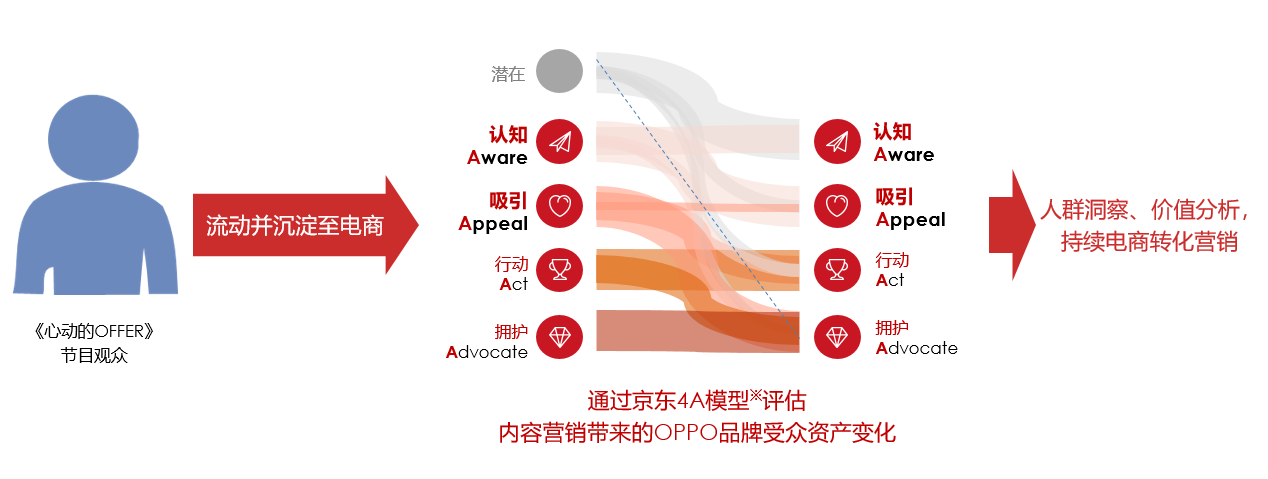 《心动的OFFER》
节目观众
流动并沉淀至电商
潜在
认知
Aware
吸引
Appeal
行动
Act
拥护
Advocate
认知
Aware
吸引
Appeal
行动
Act
拥护
Advocate
通过京东4A模型※评估
内容营销带来的OPPO品牌受众资产变化
人群洞察、价值分析，
持续电商转化营销